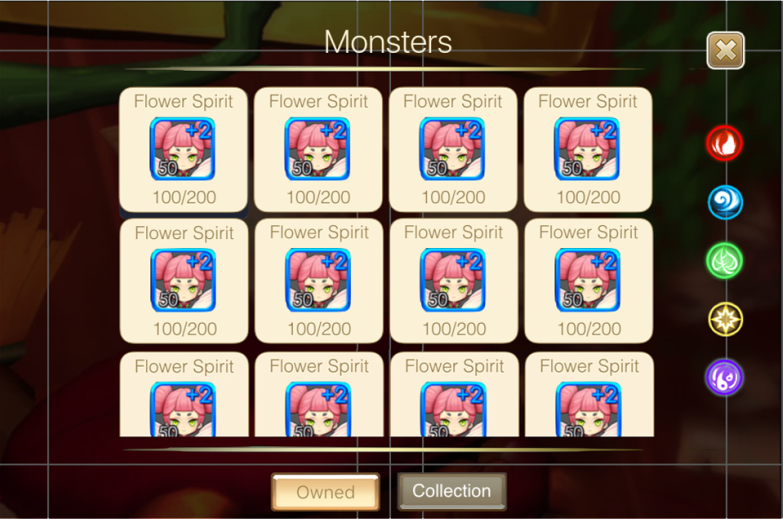 Monsters
Flower Spirit Flower Spirit Flower Spirit Flower Spirit
+2 +2 +2 +2
50 50 50 50
100/200 100/200 100/200 100/200
Flower Spirit Flower Spirit Flower Spirit Flower Spirit
+2 +2 +2 +2
50 50 50 50
100/200 100/200 100/200 100/200
Flower Spirit Flower Spirit Flower Spirit Flower Spirit
+2 +2 +2 +2
50 50 50 50
Owned Collection